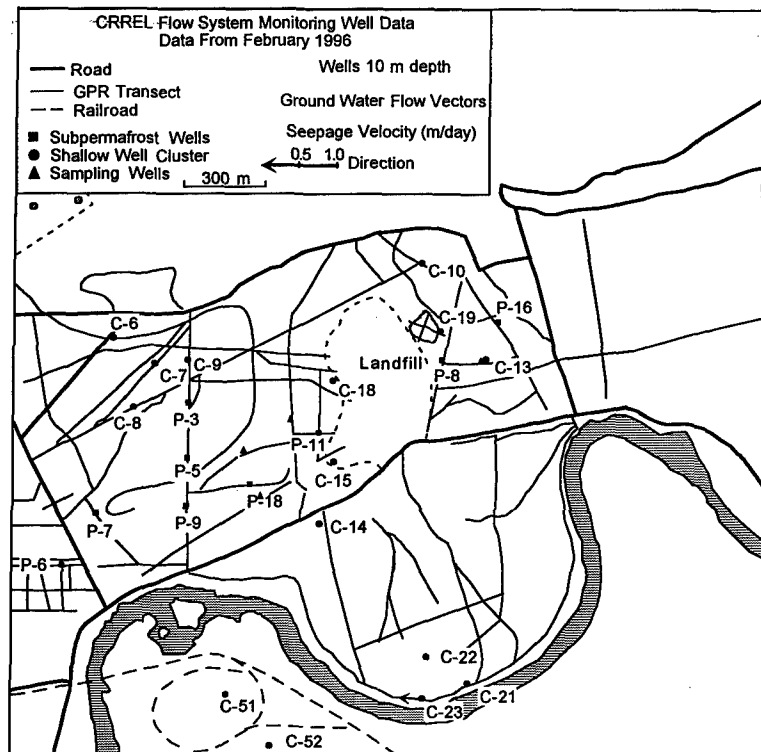 CRREL Flow System Monitoring Well Data
Data From February 1996
Road
Wells 10 m depth
GPR Transect
Railroad
Ground Water Flow Vectors
Subpermafrost Wells
Seepage Velocity (m/day)
Shallow Well Cluster
0.5 1.0 Direction
Sampling Wells
300 m
C-10
C-6
C-19
P-16
C-7
C-9
Landfill
P-8
C-13
C-18
C-8
P-3
P-11
P-5
C-15
P-18
P-7
P-9
C-14
P-6
C-22
C-51
C-23
C-21
C-52